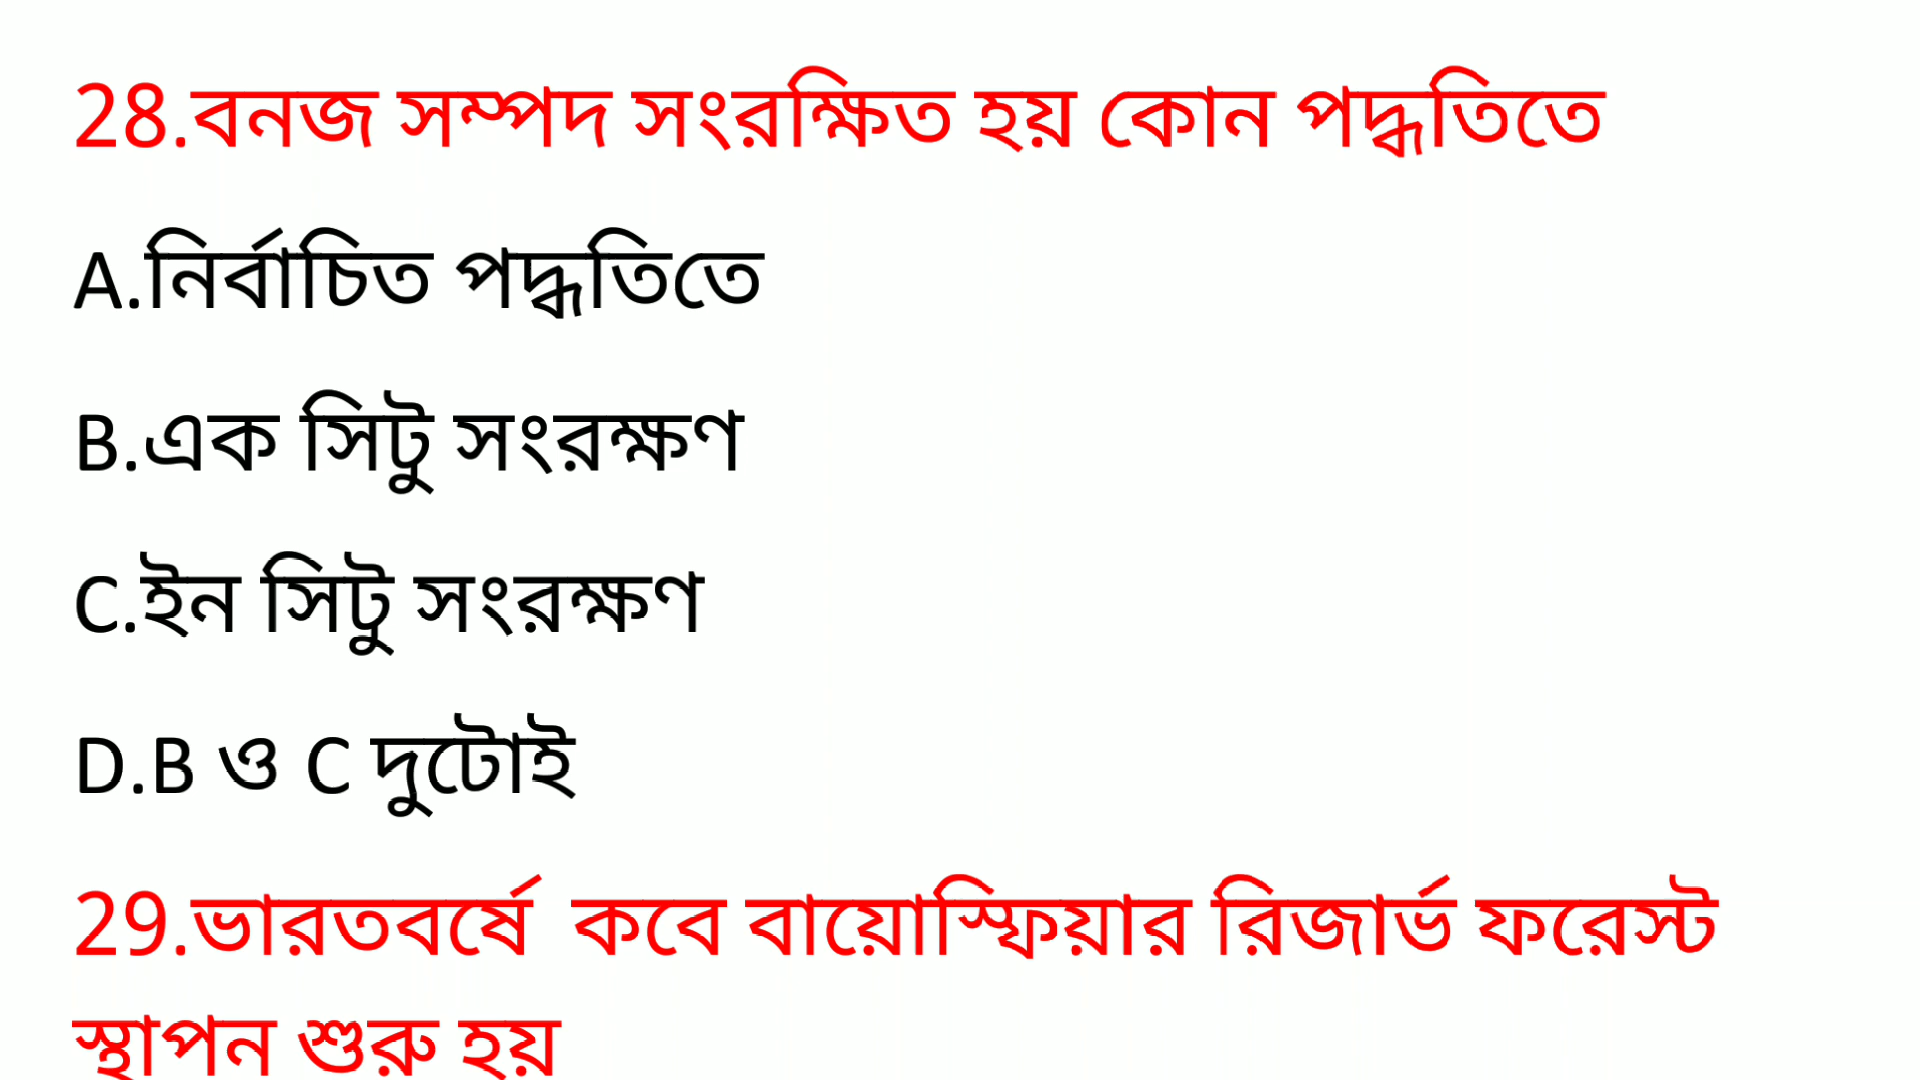 28.বনজ সম্পদ সংরক্ষিত হয় কোন পদ্ধতিতে
A.নির্বাচিত পদ্ধতিতে
B.এক সিটু সংরক্ষণ
C.ইন সিটু সংরক্ষণ
D.B ও C দুটোই
29.ভারতবর্ষে কবে বায়োস্ফিয়ার রিজার্ভ ফরেস্ট
স্থাপন শুরু হয়